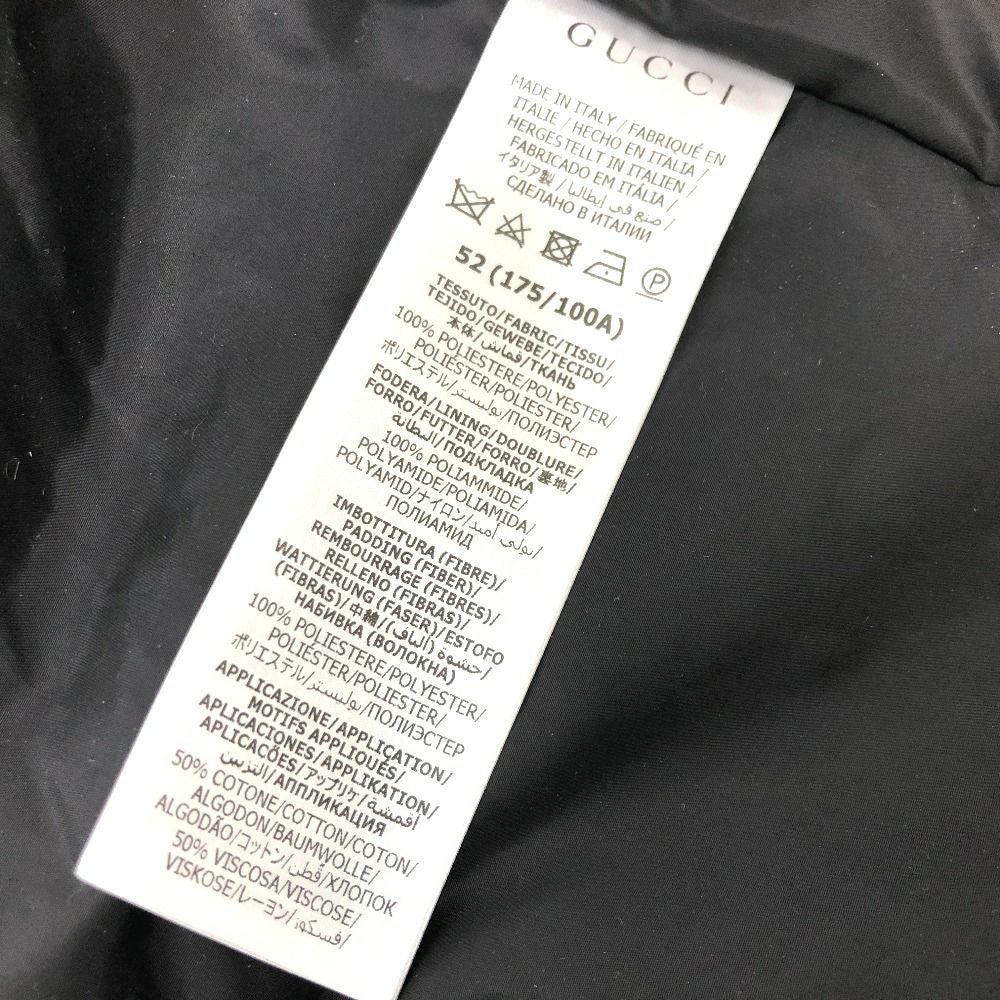 GUCCI
MADE IN ITALY / FABRIQUÉ EN
ITALIE / HECHO EN ITALIA /
HERGESTELLT IN ITALIEN /
FABRICADO EM ITÁLIA /
イタリア製 / صنع في إيطاليا /
СДЕЛАНО В ИТАЛИИ
P
52 (175/100A)
TESSUTO/FABRIC/TISSU/
TEJIDO/GEWEBE/TECIDO/
本体/قماش/ТКАНЬ
100% POLIESTERE/POLYESTER/
POLIÉSTER/POLIESTER/
ポリエステル/بوليستر/ПОЛИЭСТЕР
FODERA/LINING/DOUBLURE/
FORRO/FUTTER/FORRO/裏地/
البطانة/ПОДКЛАДКА
100% POLIAMMIDE/
POLYAMIDE/POLIAMIDA/
POLYAMID/ナイロン/بولي أميد/
ПОЛИАМИД
IMBOTTITURA (FIBRE)/
PADDING (FIBER)/
REMBOURRAGE (FIBRES)/
RELLENO (FIBRAS)/
WATTIERUNG (FASER)/ESTOFO
(FIBRAS)/中綿/حشوة (ألياف)/
НАБИВКА (ВОЛОКНА)
100% POLIESTERE/POLYESTER/
POLIÉSTER/POLIESTER/
ポリエステル/بوليستر/ПОЛИЭСТЕР
APPLICAZIONE/APPLICATION/
MOTIFS APPLIQUÉS/
APLICACIONES/APPLIKATION/
APLICACÕES/アップリケ/أقمشة
التزيين/АППЛИКАЦИЯ
50% COTONE/COTTON/COTON/
ALGODON/BAUMWOLLE/
ALGODÃO/コットン/قطن/ХЛОПОК
50% VISCOSA/VISCOSE/
VISKOSE/レーヨン/فسكوز/